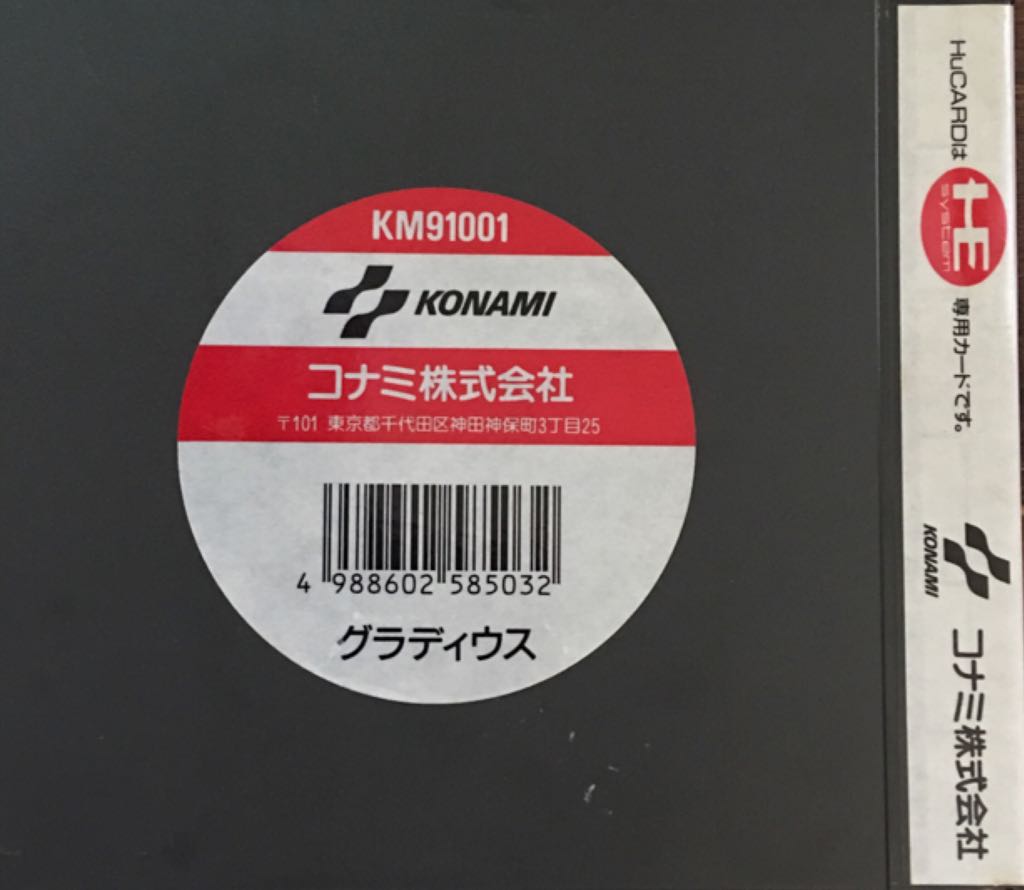 KM91001
KONAMI
コナミ株式会社
〒101 東京都千代田区神田神保町3丁目25
4 988602 585032
グラディウス
HuCARDは HE system 専用カードです。
KONAMI コナミ株式会社